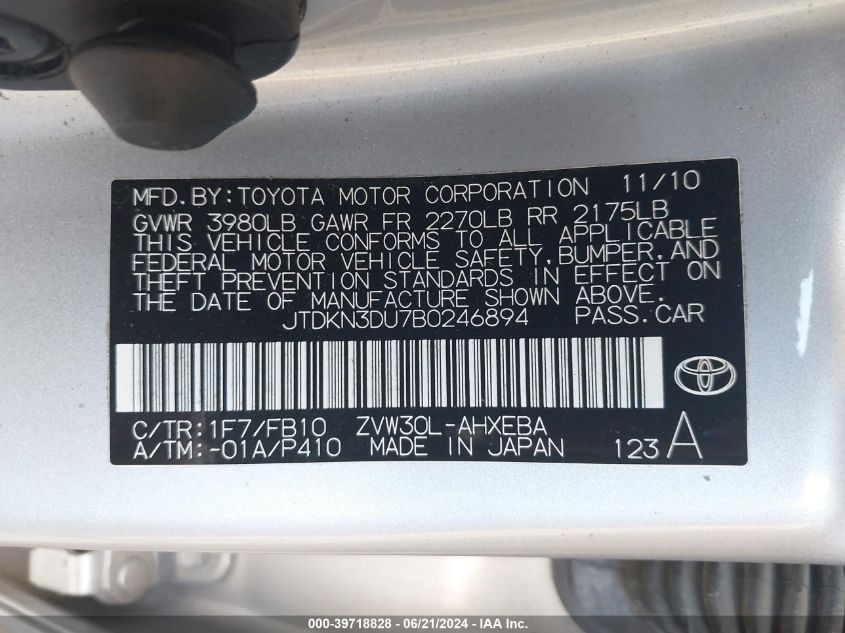 MFD. BY: TOYOTA MOTOR CORPORATION 11/10
GVWR 3980LB GAWR FR 2270LB RR 2175LB
THIS VEHICLE CONFORMS TO ALL APPLICABLE
FEDERAL MOTOR VEHICLE SAFETY, BUMPER, AND
THEFT PREVENTION STANDARDS IN EFFECT ON
THE DATE OF MANUFACTURE SHOWN ABOVE.
JTDKN3DU7B0246894 PASS. CAR
C/TR: 1F7/FB10 ZVW30L-AHXEBA
A/TM: -01A/P410 MADE IN JAPAN 123 A
000-39718828 - 06/21/2024 - IAA Inc.